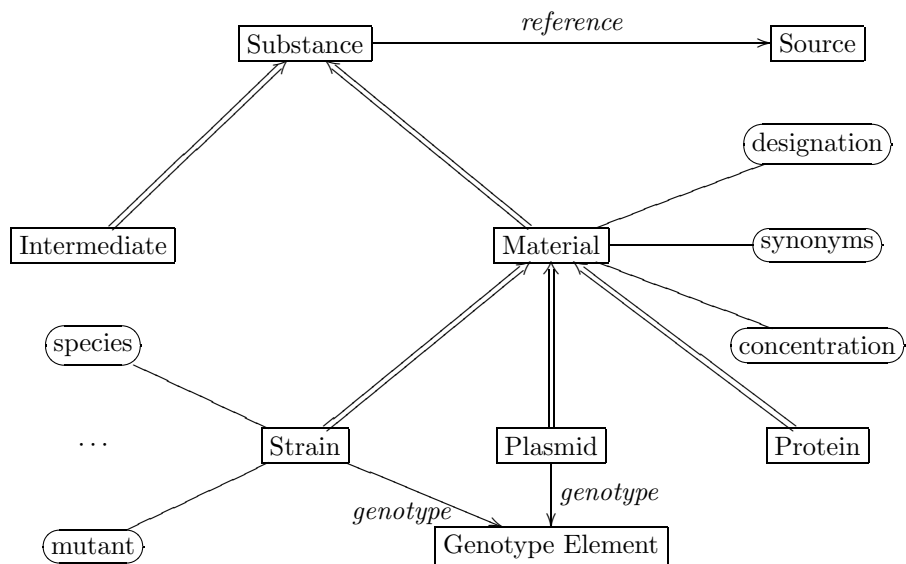 reference
Substance
Source
designation
Intermediate
Material
synonyms
species
concentration
...
Strain
Plasmid
Protein
genotype
genotype
mutant
Genotype Element